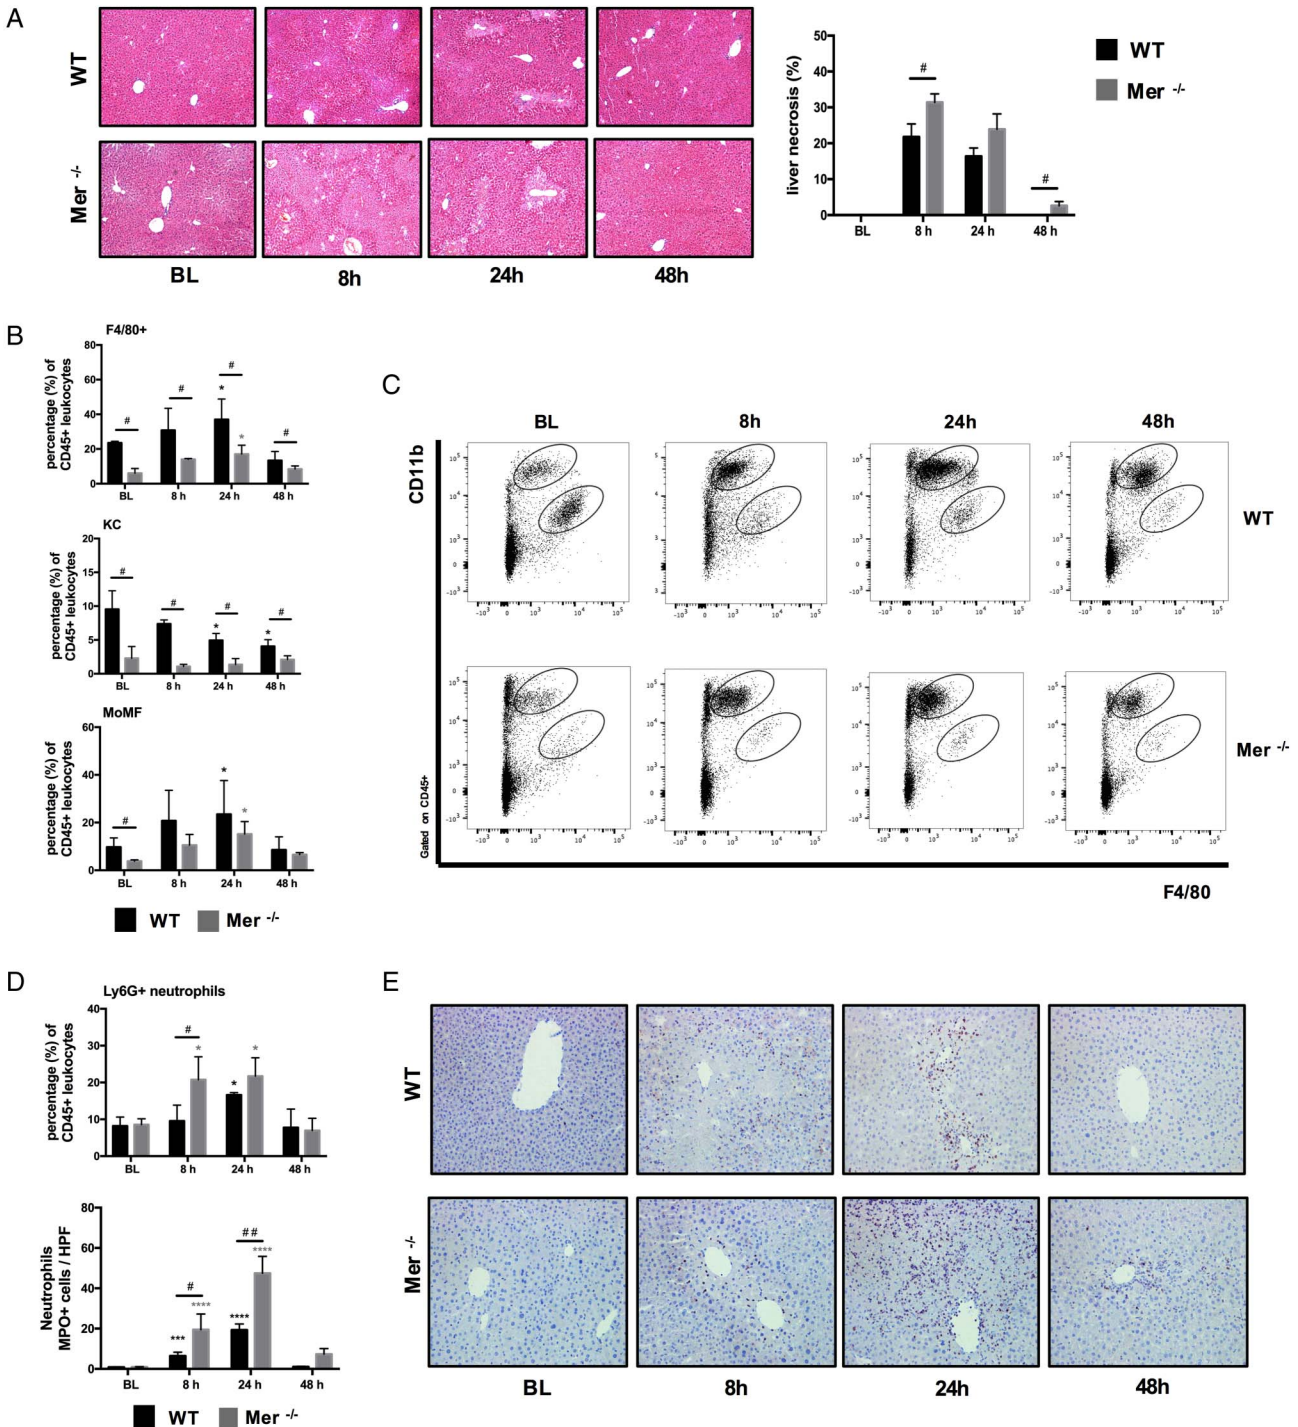 A
WT
Mer -/-
BL
8h
24h
48h
liver necrosis (%)
50
40
30
20
10
0
BL
8 h
24 h
48 h
#
#
WT
Mer -/-
B
F4/80+
percentage (%) of
CD45+ leukocytes
80
60
40
20
0
#
#
#
*
*
#
BL
8 h
24 h
48 h
KC
percentage (%) of
CD45+ leukocytes
20
15
10
5
0
#
#
#
*
#
*
BL
8 h
24 h
48 h
MoMF
percentage (%) of
CD45+ leukocytes
60
40
20
0
#
*
*
BL
8 h
24 h
48 h
WT
Mer -/-
C
BL
8h
24h
48h
CD11b
Gated on CD45+
WT
Mer -/-
F4/80
D
Ly6G+ neutrophils
percentage (%) of
CD45+ leukocytes
40
30
20
10
0
#
*
*
*
BL
8 h
24 h
48 h
Neutrophils
MPO+ cells / HPF
80
60
40
20
0
***
#
****
****
##
****
BL
8 h
24 h
48 h
WT
Mer -/-
E
WT
Mer -/-
BL
8h
24h
48h